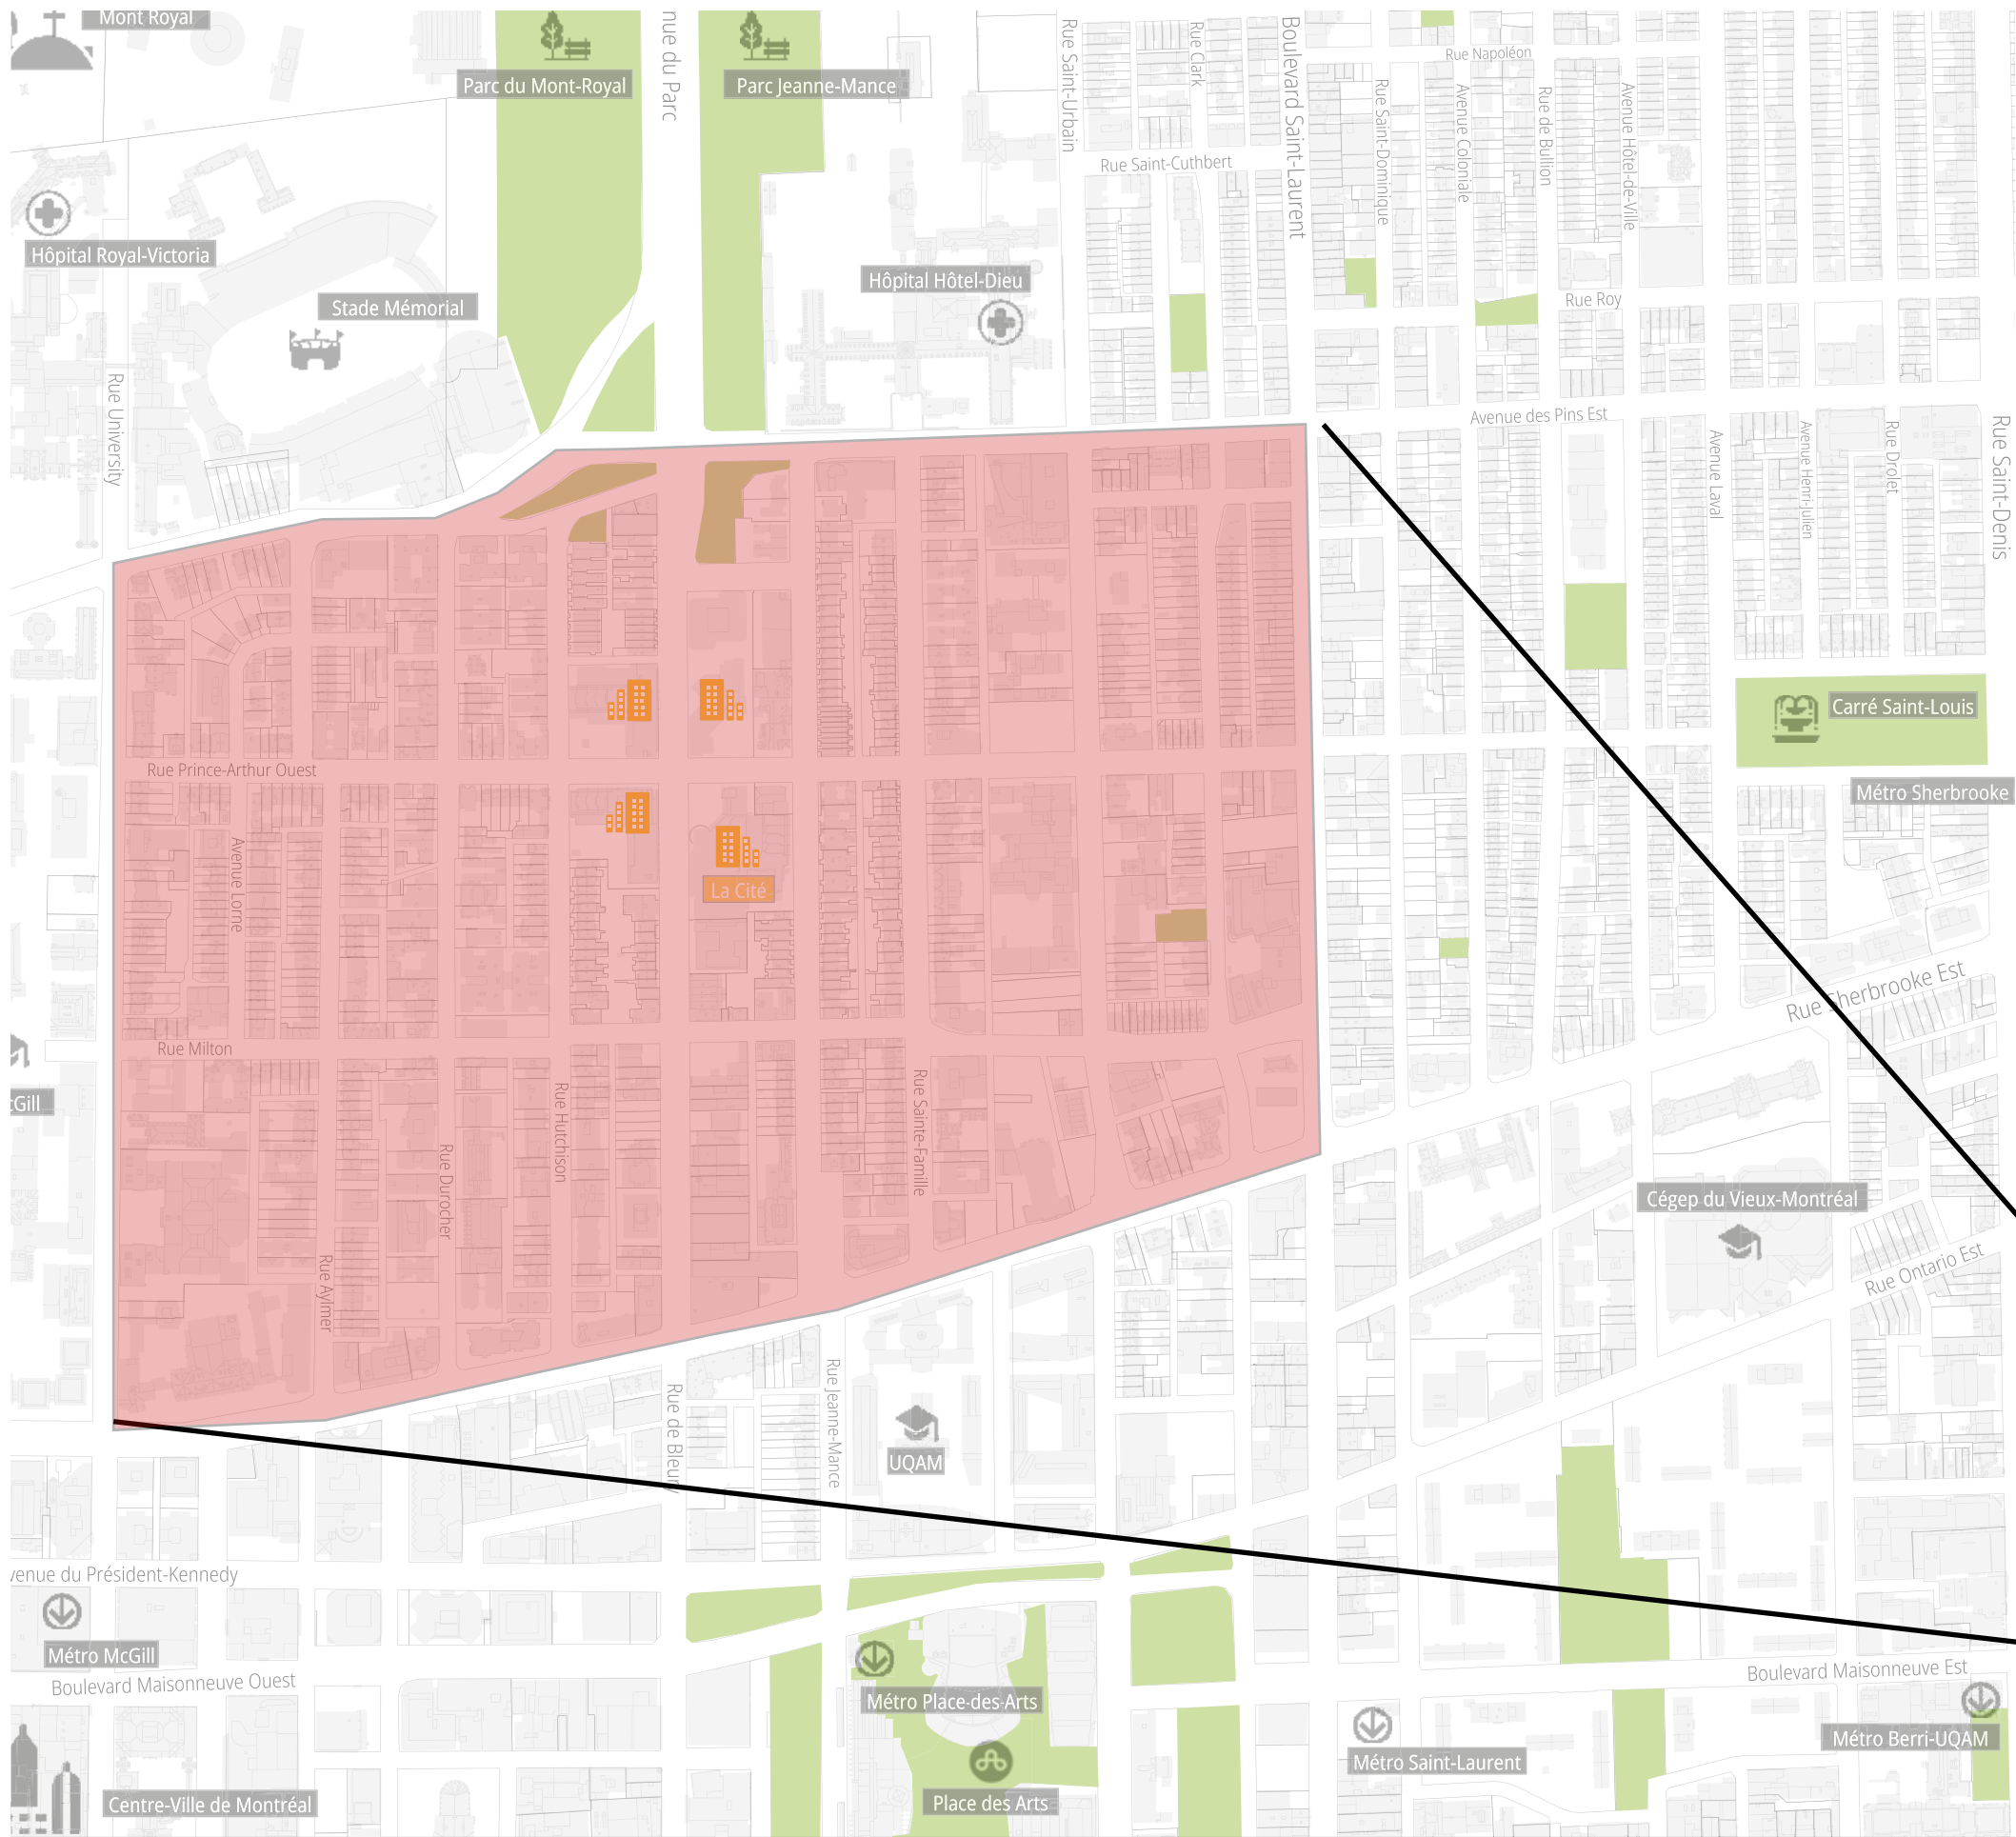 Mont Royal
nue du Parc
Parc du Mont-Royal
Parc Jeanne-Mance
Rue Saint-Urbain
Rue Clark
Boulevard Saint-Laurent
Rue Napoléon
Rue Saint-Dominique
Avenue Coloniale
Rue de Bullion
Avenue Hôtel-de-Ville
Rue Saint-Cuthbert
Hôpital Royal-Victoria
Hôpital Hôtel-Dieu
Stade Mémorial
Rue Roy
Rue University
Avenue des Pins Est
Avenue Laval
Avenue Henri-Julien
Rue Drolet
Rue Saint-Denis
Carré Saint-Louis
Rue Prince-Arthur Ouest
Métro Sherbrooke
Avenue Lorne
La Cité
Rue Sherbrooke Est
Rue Milton
cGill
Rue Hutchison
Rue Sainte-Famille
Rue Durocher
Cégep du Vieux-Montréal
Rue Aylmer
Rue Ontario Est
Rue de Bleury
Rue Jeanne-Mance
UQAM
venue du Président-Kennedy
Métro McGill
Boulevard Maisonneuve Ouest
Boulevard Maisonneuve Est
Métro Place-des-Arts
Métro Berri-UQAM
Métro Saint-Laurent
Centre-Ville de Montréal
Place des Arts